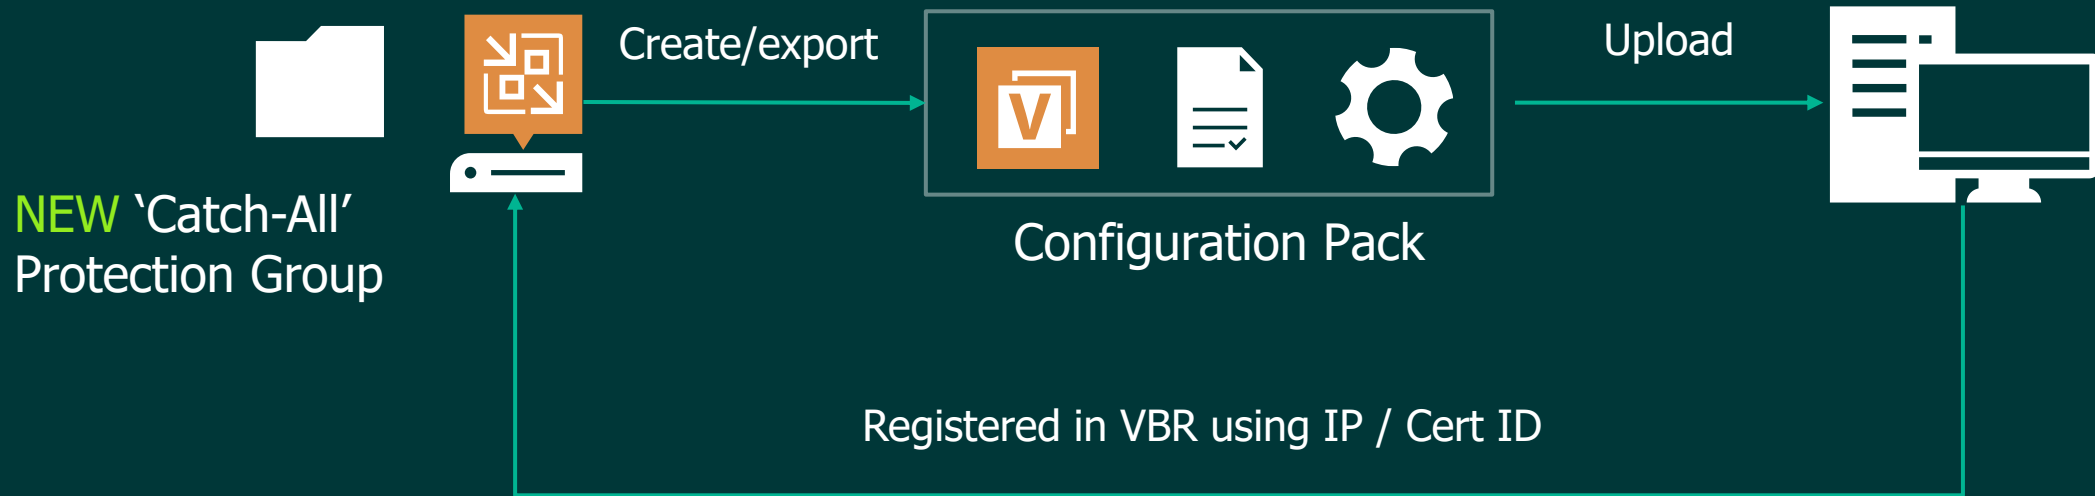 Create/export
Upload
V
NEW ‘Catch-All’
Protection Group
Configuration Pack
Registered in VBR using IP / Cert ID